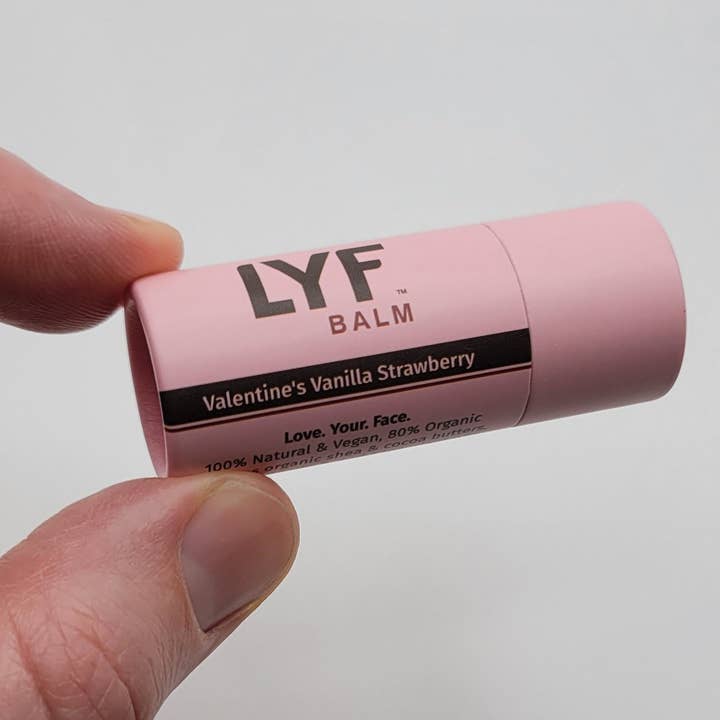 LYF™
BALM
Valentine's Vanilla Strawberry
Love. Your. Face.
100% Natural & Vegan, 80% Organic
organic shea & cocoa butters